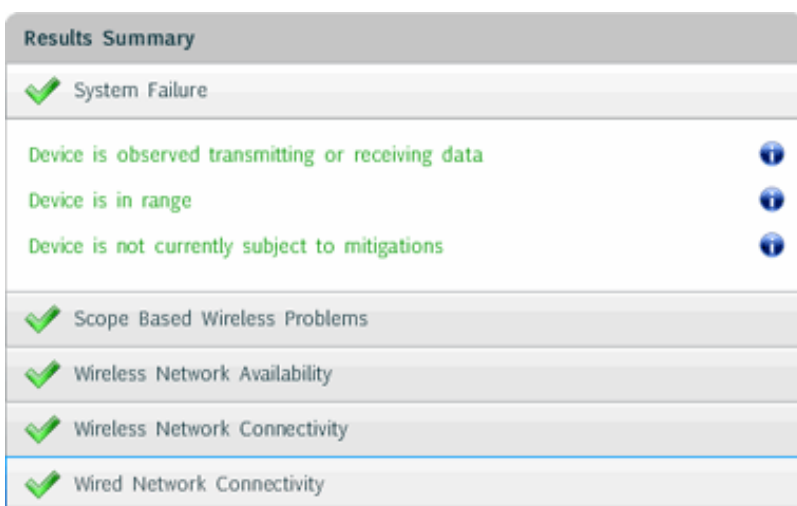 Results Summary
System Failure
Device is observed transmitting or receiving data
Device is in range
Device is not currently subject to mitigations
Scope Based Wireless Problems
Wireless Network Availability
Wireless Network Connectivity
Wired Network Connectivity